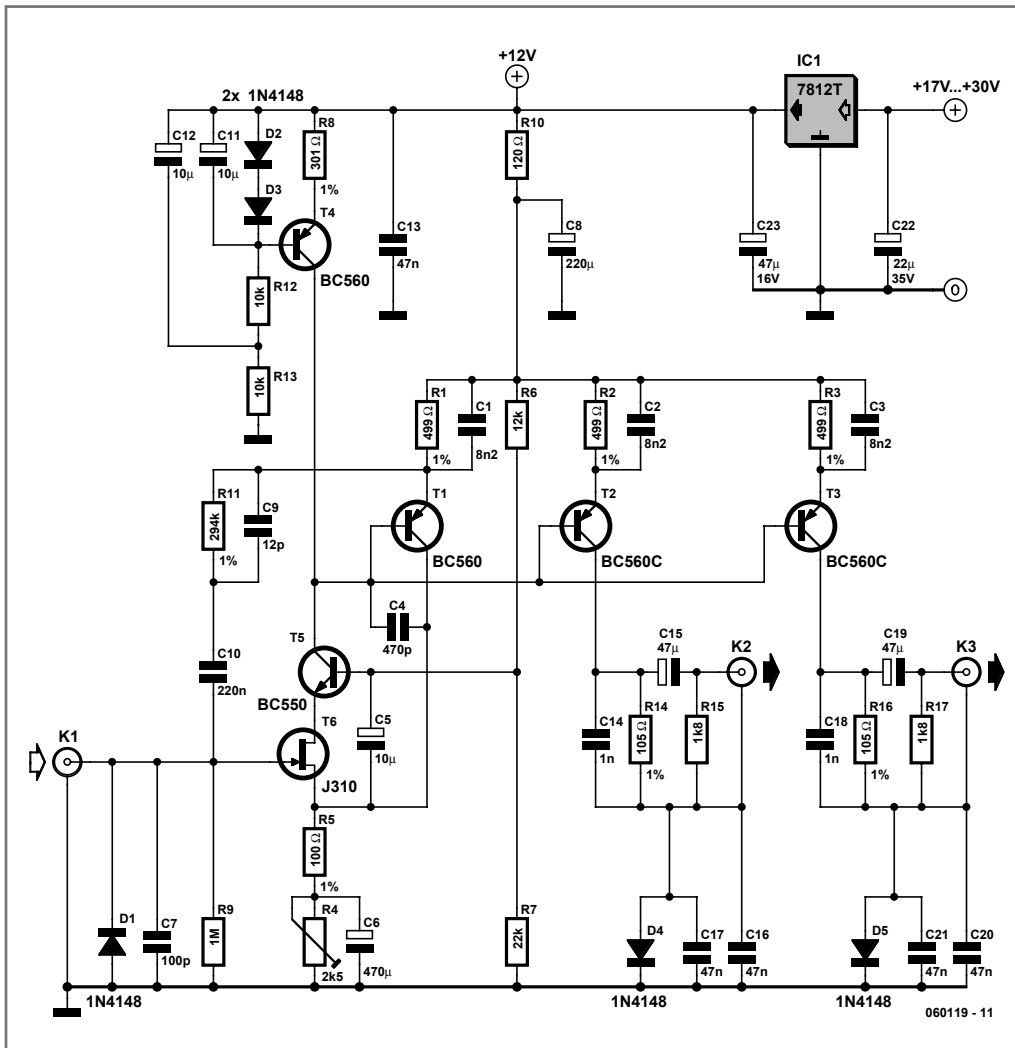 +12V
IC1
7812T
+17V...+30V
2x 1N4148
C12
10µ
C11
10µ
D2
D3
R8
301 Ω
1%
T4
BC560
C13
47n
R10
120 Ω
C8
220µ
C23
47µ
16V
C22
22µ
35V
0
R12
10k
R13
10k
R1
499 Ω
1%
C1
8n2
R6
12k
R2
499 Ω
1%
C2
8n2
R3
499 Ω
1%
C3
8n2
R11
294k
1%
C9
12p
T1
BC560
T2
BC560C
T3
BC560C
C4
470p
C10
220n
T5
BC550
T6
J310
C5
10µ
C15
47µ
K2
C14
1n
R14
105 Ω
1%
R15
1k8
C19
47µ
K3
C18
1n
R16
105 Ω
1%
R17
1k8
K1
R5
100 Ω
1%
D1
1N4148
C7
100p
R9
1M
R4
2k5
C6
470µ
R7
22k
D4
1N4148
C17
47n
C16
47n
D5
1N4148
C21
47n
C20
47n
060119 - 11